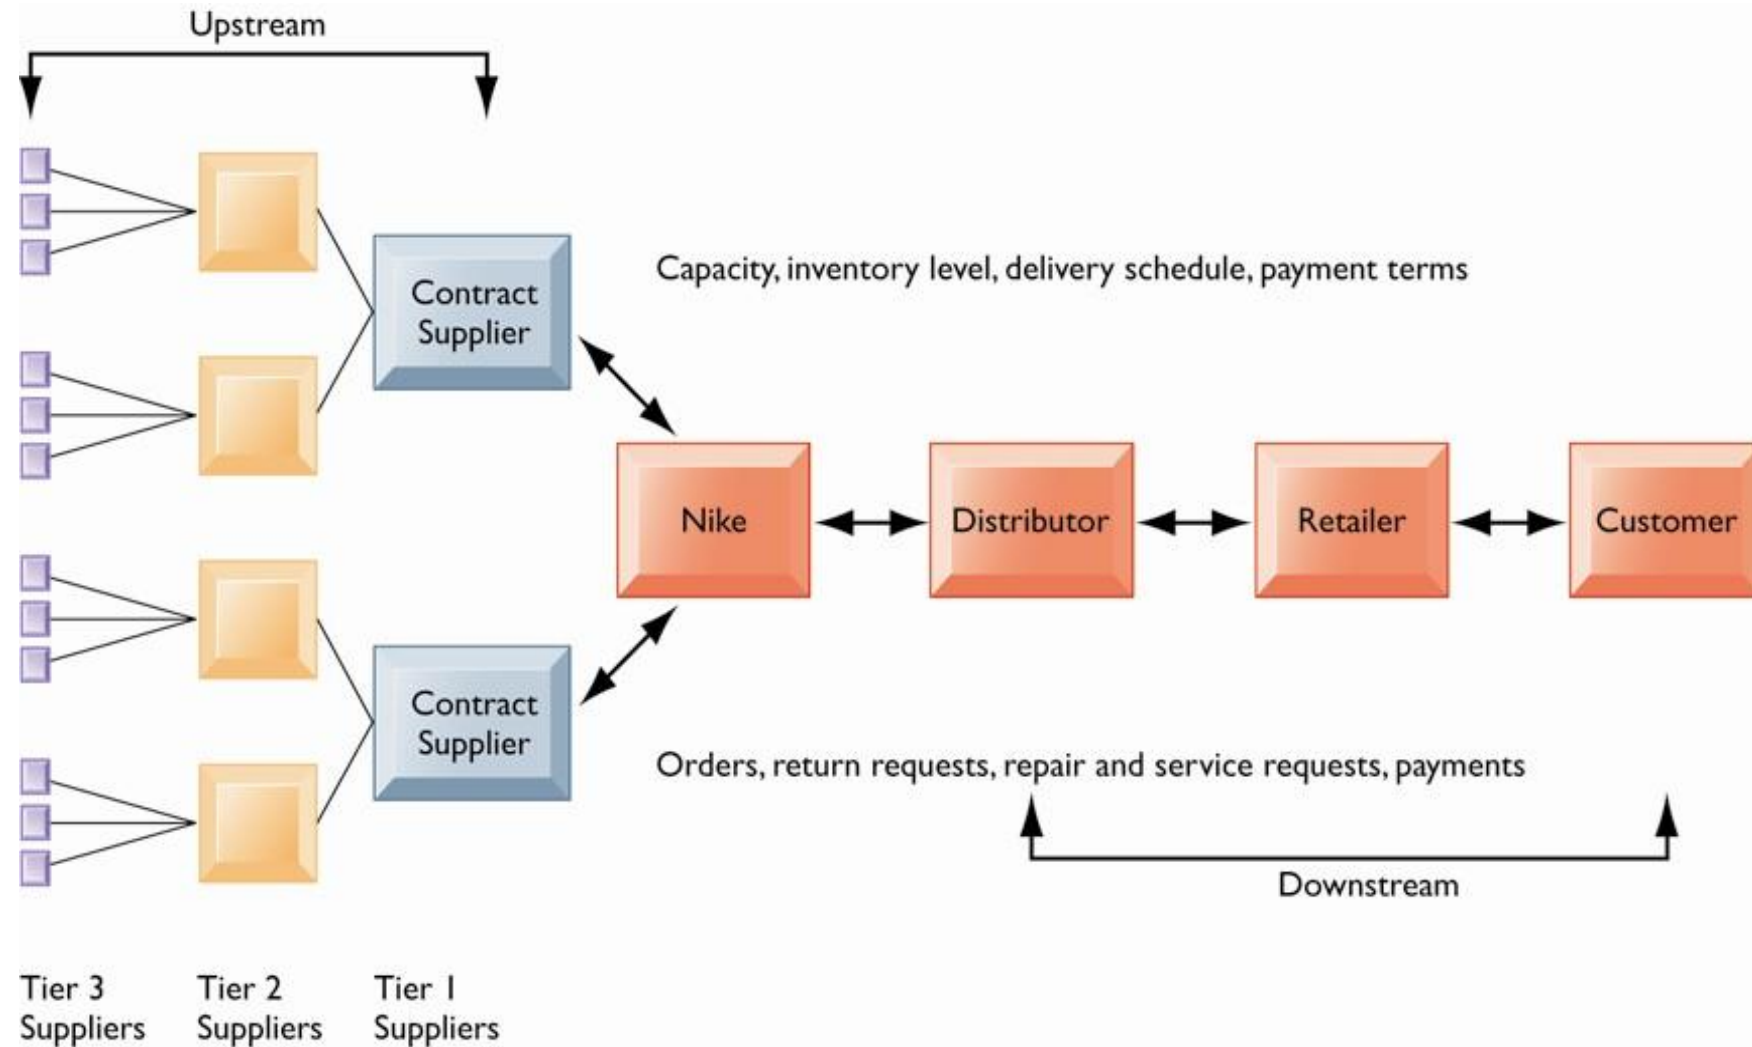 Upstream
Contract
Supplier
Capacity, inventory level, delivery schedule, payment terms
Nike
Distributor
Retailer
Customer
Contract
Supplier
Orders, return requests, repair and service requests, payments
Downstream
Tier 3
Suppliers
Tier 2
Suppliers
Tier 1
Suppliers